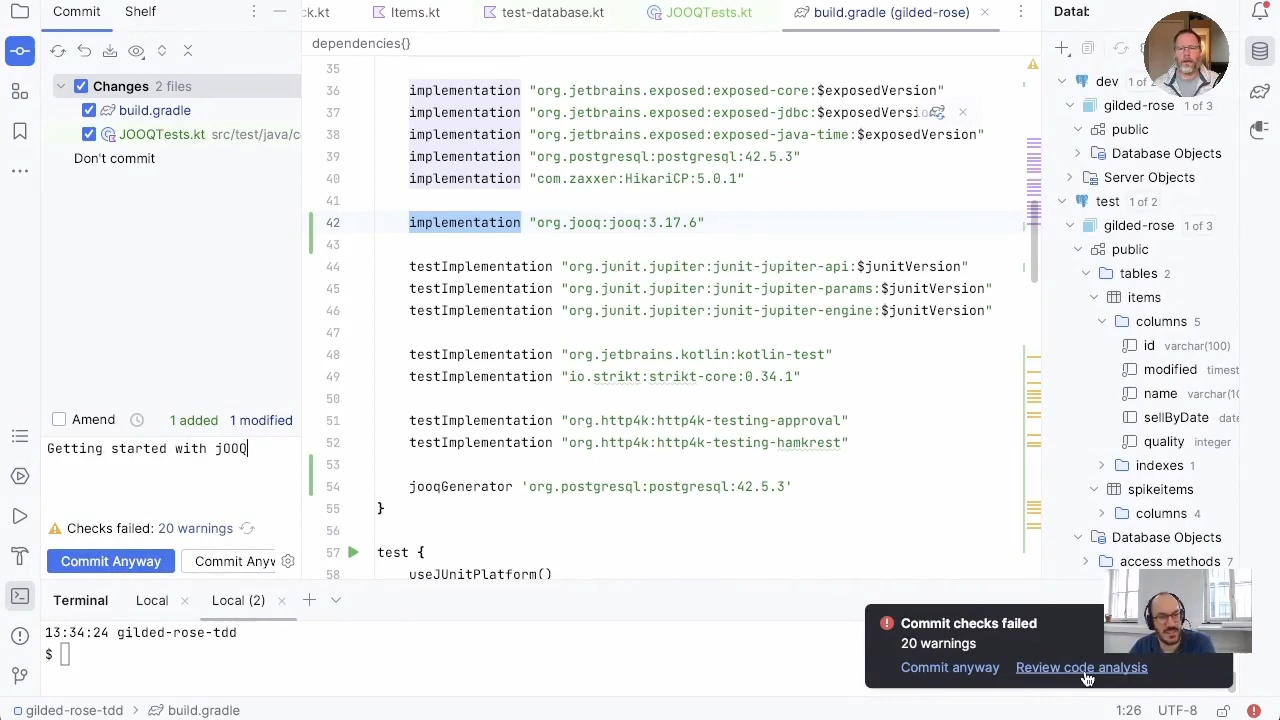 Commit
Shelf
ck.kt
Items.kt
test-database.kt
JOOQTests.kt
build.gradle (gilded-rose)
dependencies{}
Changes 2 files
build.gradle
JOOQTests.kt src/test/java/c
Don't commit
Amend
1 added 1 modified
Getting started with jOOQ
Checks failed: 20 warnings
Commit Anyway
Commit Anyw
35
36 implementation "org.jetbrains.exposed:exposed-core:$exposedVersion"
37 implementation "org.jetbrains.exposed:exposed-jdbc:$exposedVersi
38 implementation "org.jetbrains.exposed:exposed-java-time:$exposedVersion"
39 implementation "org.postgresql:postgresql:42.5.3"
implementation "com.zaxxer:HikariCP:5.0.1"
implementation "org.jooq:jooq:3.17.6"
43
44 testImplementation "org.junit.jupiter:junit-jupiter-api:$junitVersion"
45 testImplementation "org.junit.jupiter:junit-jupiter-params:$junitVersion"
46 testImplementation "org.junit.jupiter:junit-jupiter-engine:$junitVersion"
47
48 testImplementation "org.jetbrains.kotlin:kotlin-test"
49 testImplementation "io.strikt:strikt-core:0.34.1"
50
testImplementation "org.http4k:http4k-testing-approval"
testImplementation "org.http4k:http4k-testing-hamkrest"
53
54 jooqGenerator 'org.postgresql:postgresql:42.5.3'
55 }
57 test {
58 useJUnitPlatform()
Datab
dev 1 of
gilded-rose 1 of 3
public
Database Objects
Server Objects
test 1 of 2
gilded-rose 1 of 3
public
tables 2
items
columns 5
id varchar(100)
modified timest
name varchar(10
sellByDate date
quality integer
indexes 1
spikeitems
columns
Database Objects
access methods 7
Terminal
Local
Local (2)
13:34:24 gilded-rose-tdd
$
Commit checks failed
20 warnings
Commit anyway
Review code analysis
gilded-rose-tdd
build.gradle
1:26
UTF-8